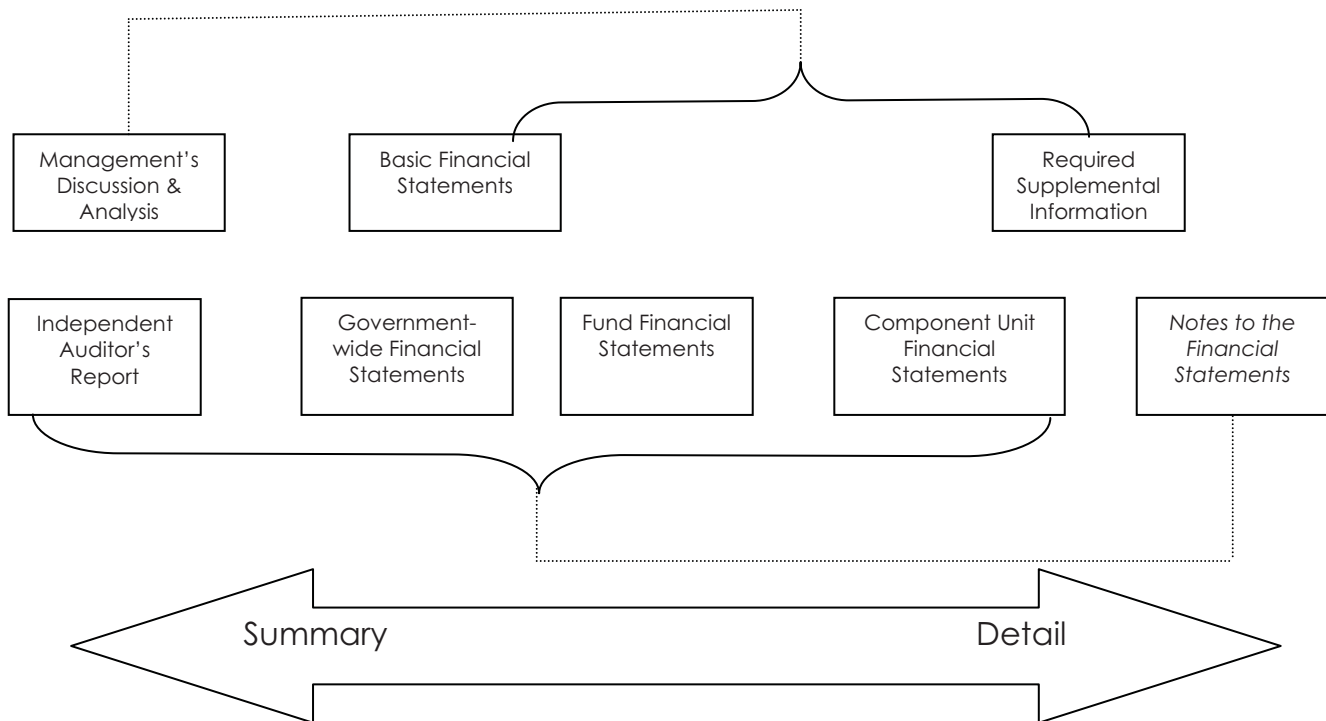 Management’s
Discussion &
Analysis
Basic Financial
Statements
Required
Supplemental
Information
Independent
Auditor’s
Report
Government-
wide Financial
Statements
Fund Financial
Statements
Component Unit
Financial
Statements
Notes to the
Financial
Statements
Summary
Detail